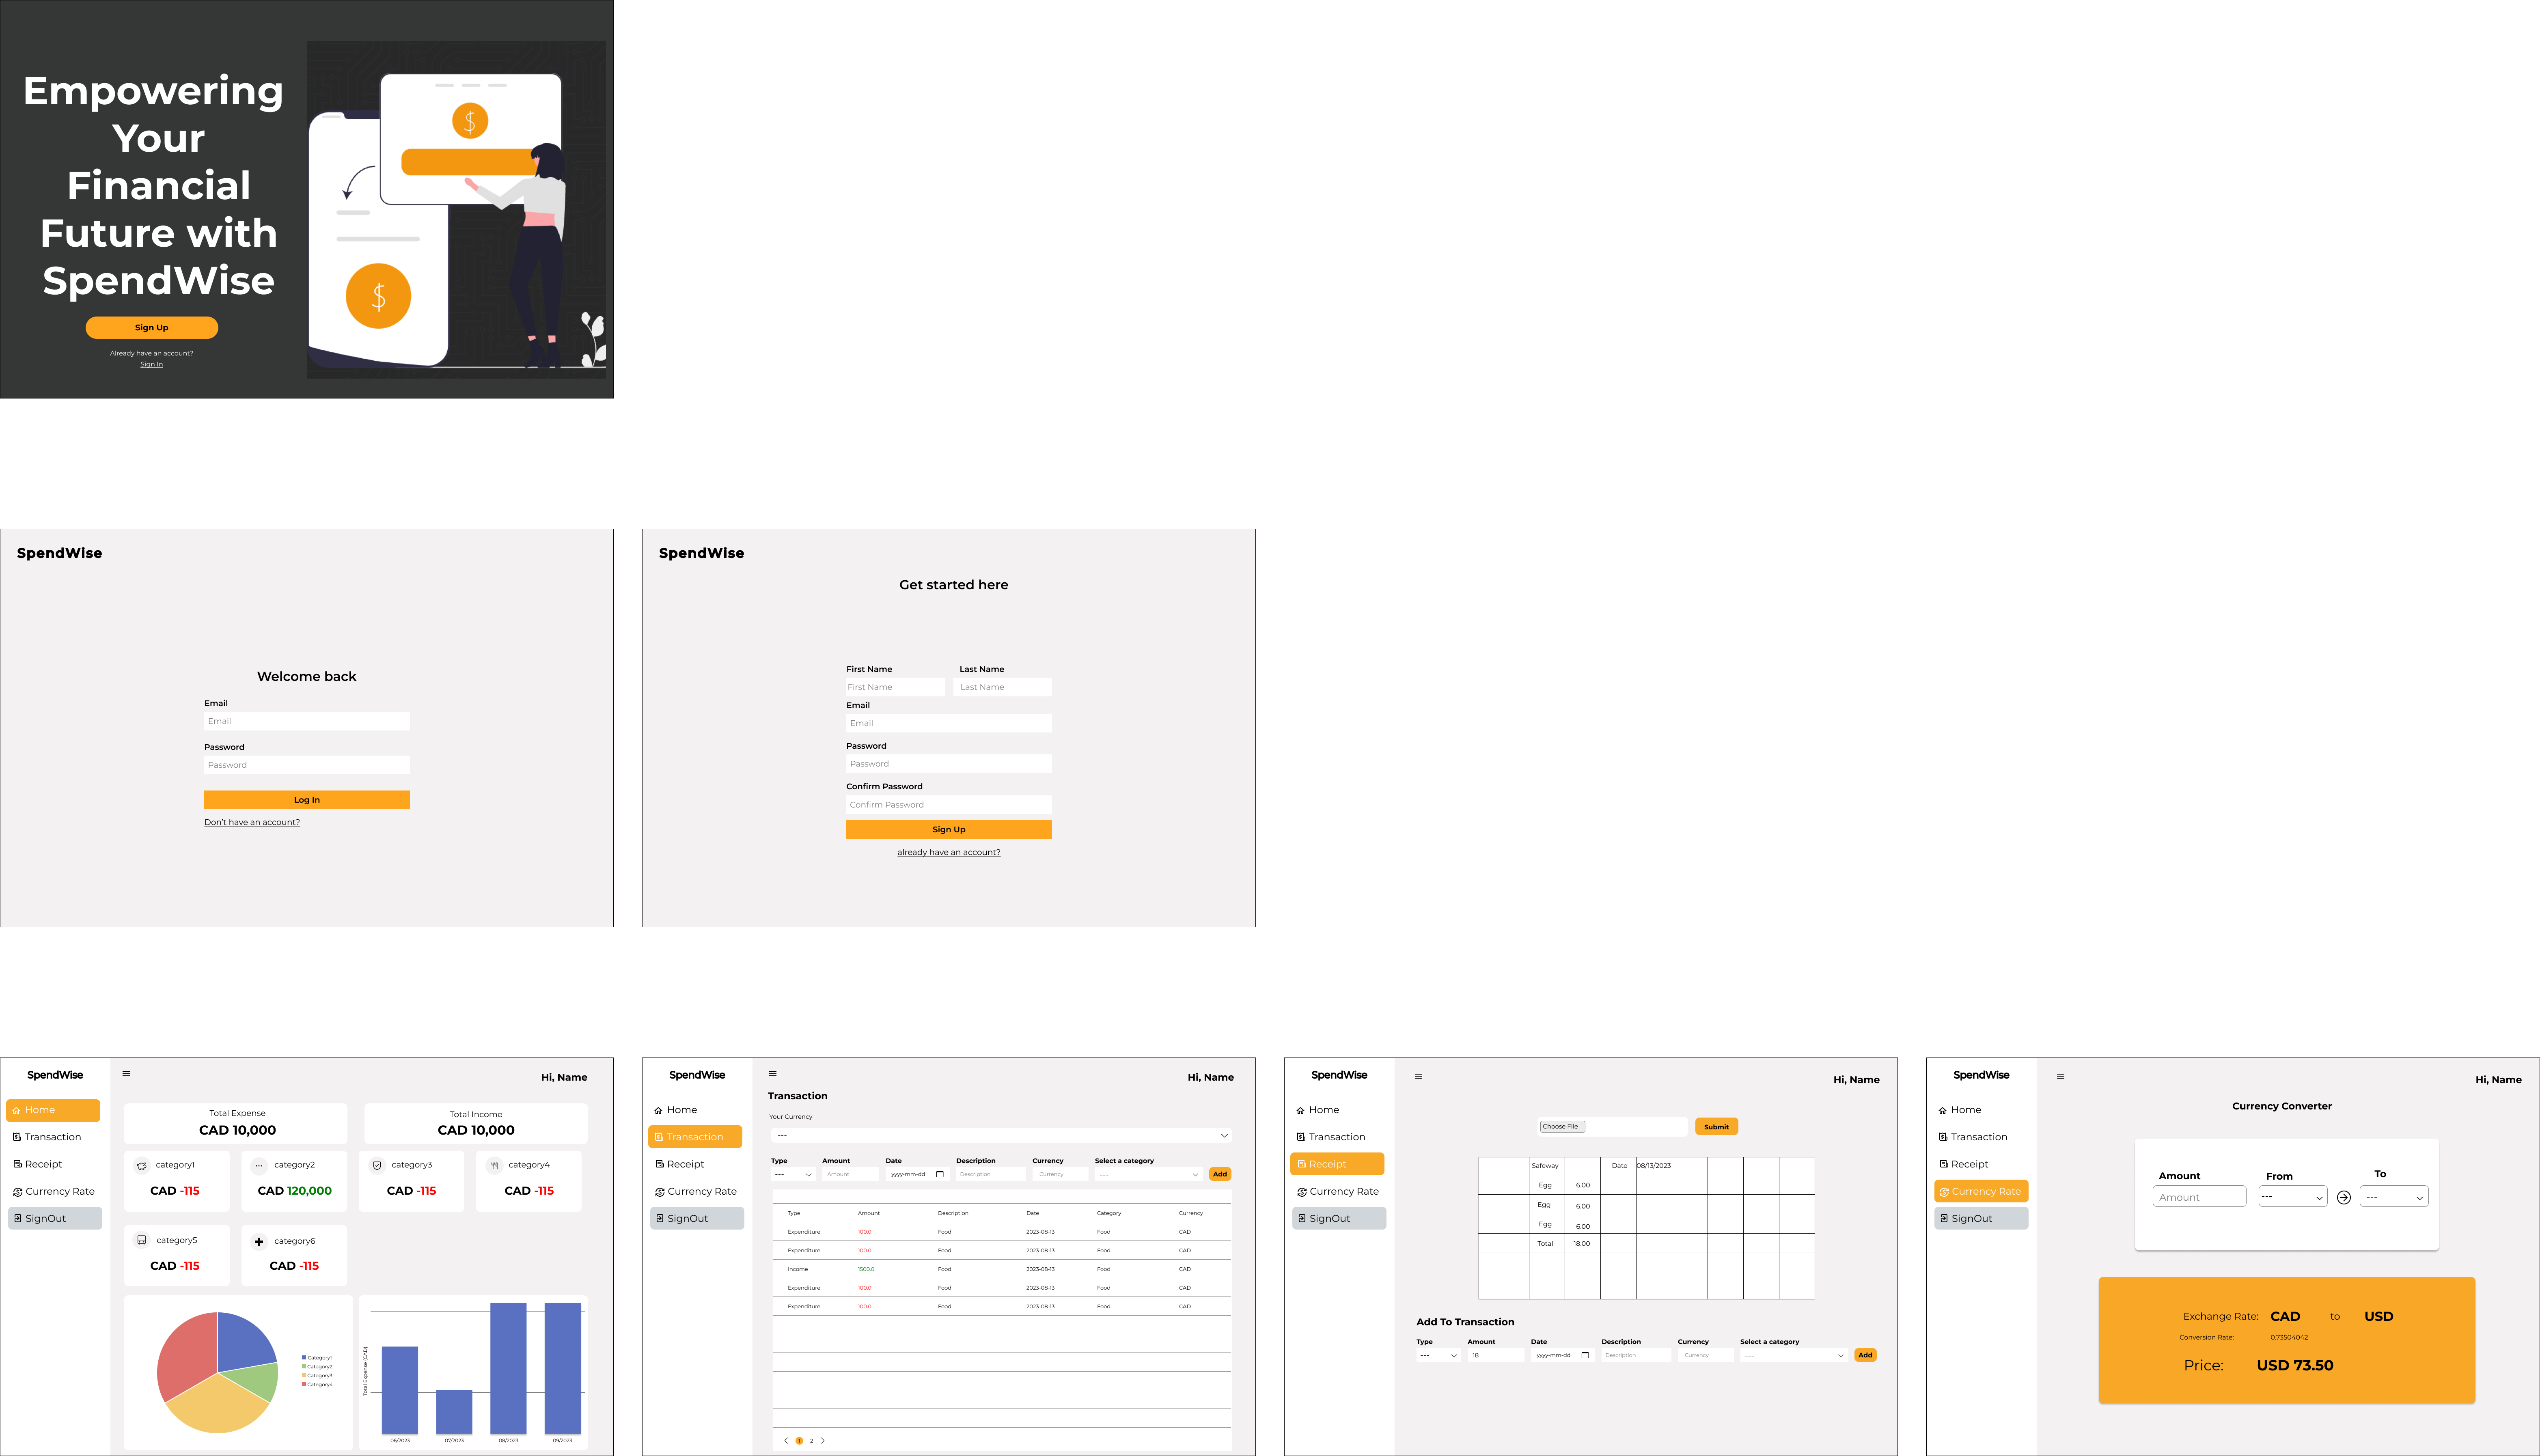 Empowering
Your
Financial
Future with
SpendWise
$
$
Sign Up
Already have an account?
Sign In
SpendWise
Welcome back
Email
Email
Password
Password
Log In
Don't have an account?
SpendWise
Get started here
First Name Last Name
First Name Last Name
Email
Email
Password
Password
Confirm Password
Confirm Password
Sign Up
already have an account?
SpendWise
Home
Transaction
Receipt
Currency Rate
SignOut
Hi, Name
Total Expense
CAD 10,000
Total Income
CAD 10,000
category1
CAD -115
category2
CAD 120,000
category3
CAD -115
category4
CAD -115
category5
CAD -115
category6
CAD -115
Category1
Category2
Category3
Category4
Total Expense (CAD)
06/2023 07/2023 08/2023 09/2023
SpendWise
Home
Transaction
Receipt
Currency Rate
SignOut
Hi, Name
Transaction
Your Currency
---
Type Amount Date Description Currency Select a category
--- Amount yyyy-mm-dd Description Currency --- Add
Type Amount Description Date Category Currency
Expenditure 100.0 Food 2023-08-13 Food CAD
Expenditure 100.0 Food 2023-08-13 Food CAD
Income 1500.0 Food 2023-08-13 Food CAD
Expenditure 100.0 Food 2023-08-13 Food CAD
Expenditure 100.0 Food 2023-08-13 Food CAD
1 2
SpendWise
Home
Transaction
Receipt
Currency Rate
SignOut
Hi, Name
Choose File Submit
Safeway Date 08/13/2023
Egg 6.00
Egg 6.00
Egg 6.00
Total 18.00
Add To Transaction
Type Amount Date Description Currency Select a category
--- 18 yyyy-mm-dd Description Currency --- Add
SpendWise
Home
Transaction
Receipt
Currency Rate
SignOut
Hi, Name
Currency Converter
Amount From To
Amount --- ---
Exchange Rate: CAD to USD
Conversion Rate: 0.73504042
Price: USD 73.50